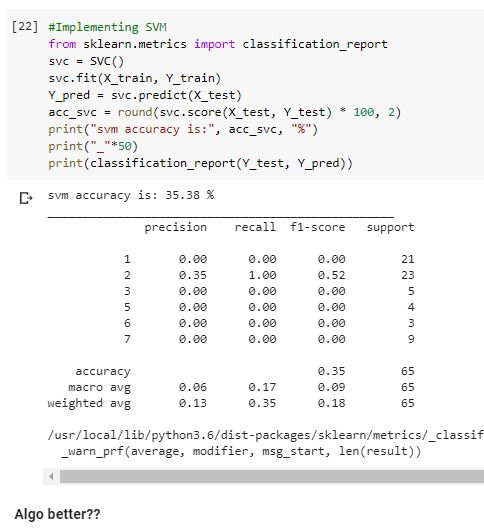 [22] #Implementing SVM
from sklearn.metrics import classification_report
svc = SVC()
svc.fit(X_train, Y_train)
Y_pred = svc.predict(X_test)
acc_svc = round(svc.score(X_test, Y_test) * 100, 2)
print("svm accuracy is:", acc_svc, "%")
print("_"*50)
print(classification_report(Y_test, Y_pred))
svm accuracy is: 35.38 %
__________________________________________________
precision recall f1-score support
1 0.00 0.00 0.00 21
2 0.35 1.00 0.52 23
3 0.00 0.00 0.00 5
5 0.00 0.00 0.00 4
6 0.00 0.00 0.00 3
7 0.00 0.00 0.00 9
accuracy 0.35 65
macro avg 0.06 0.17 0.09 65
weighted avg 0.13 0.35 0.18 65
/usr/local/lib/python3.6/dist-packages/sklearn/metrics/_classif
_warn_prf(average, modifier, msg_start, len(result))
Algo better??